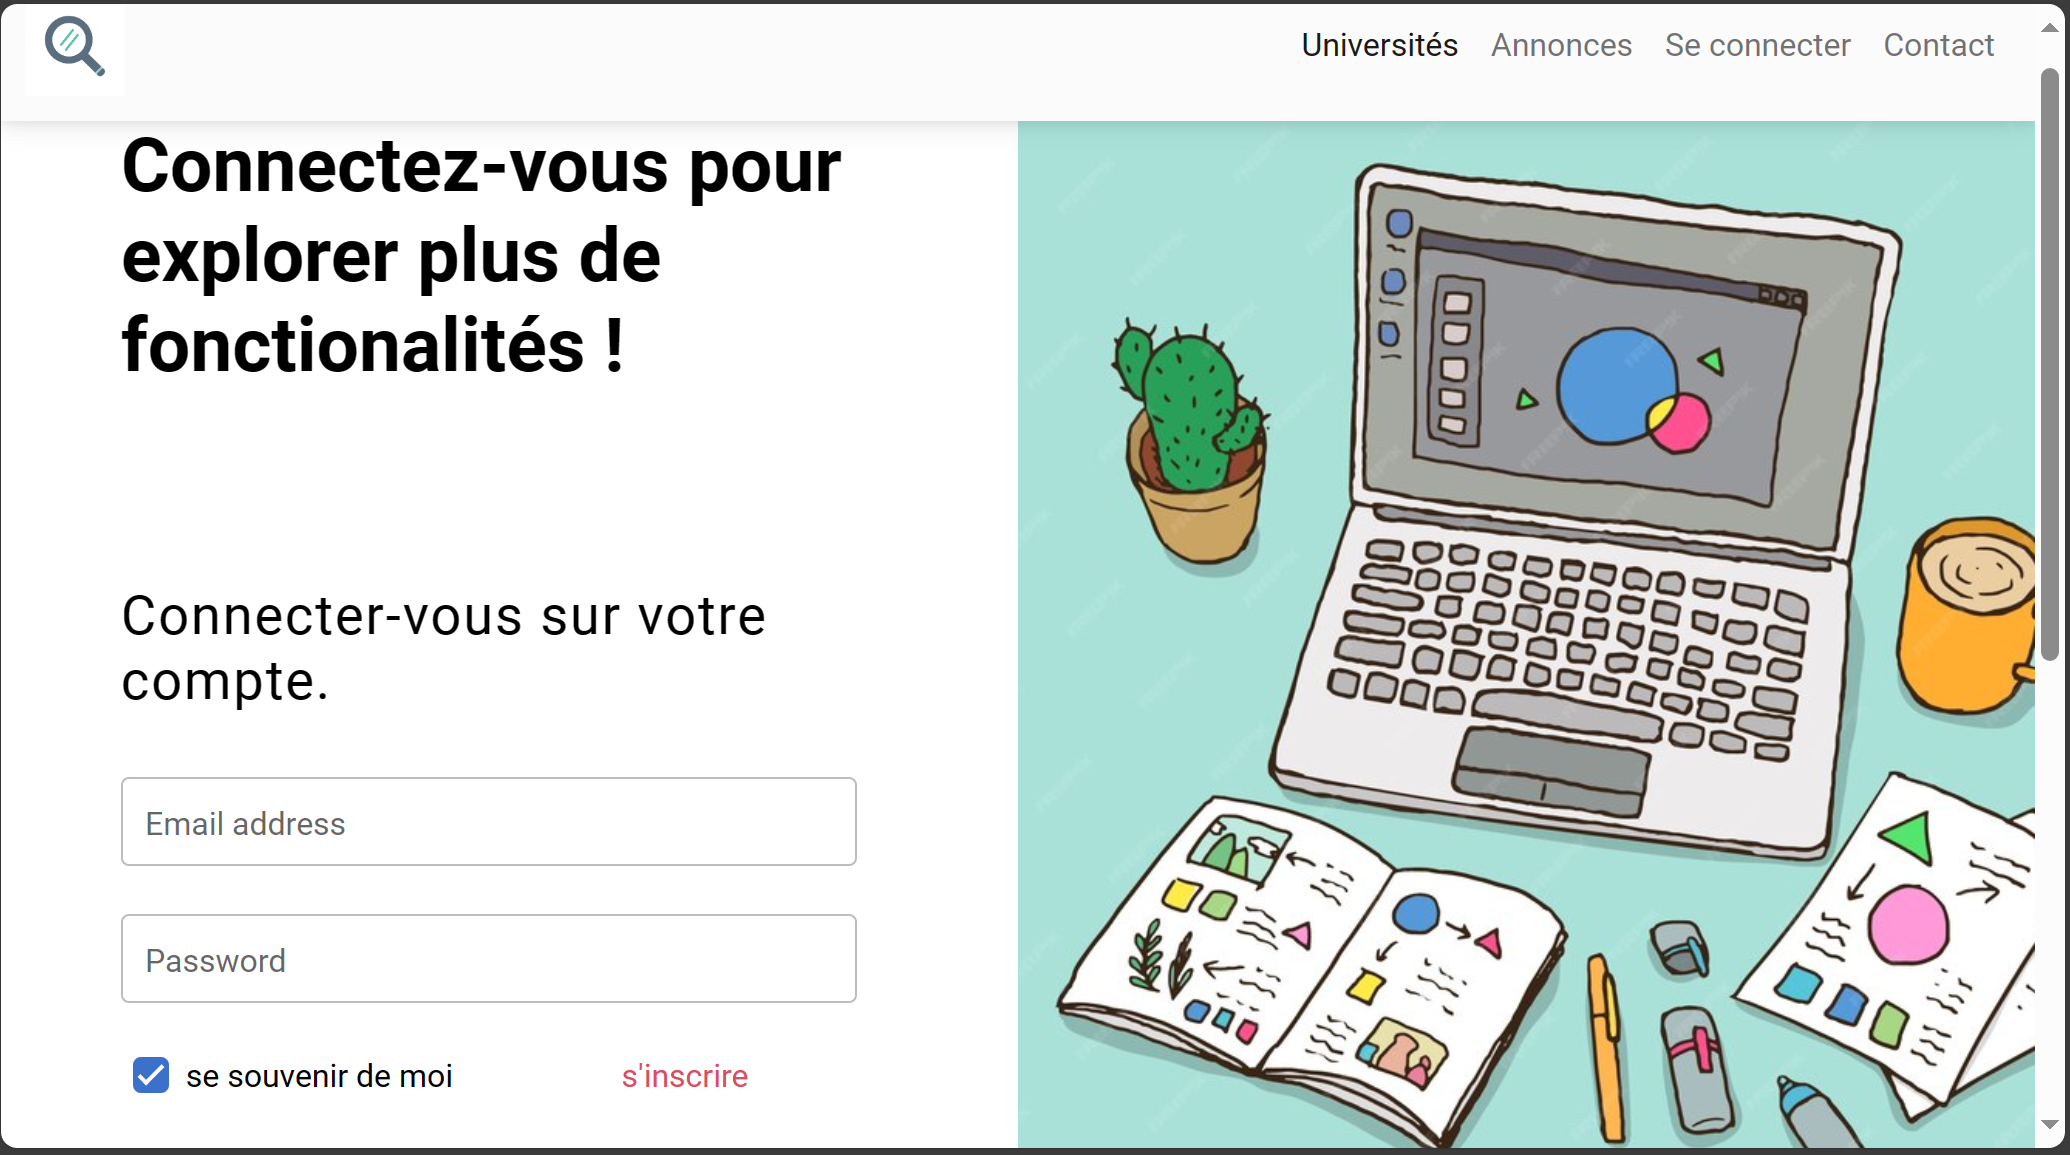 Universités Annonces Se connecter Contact
Connectez-vous pour
explorer plus de
fonctionalités !
Connecter-vous sur votre
compte.
Email address
Password
se souvenir de moi s'inscrire